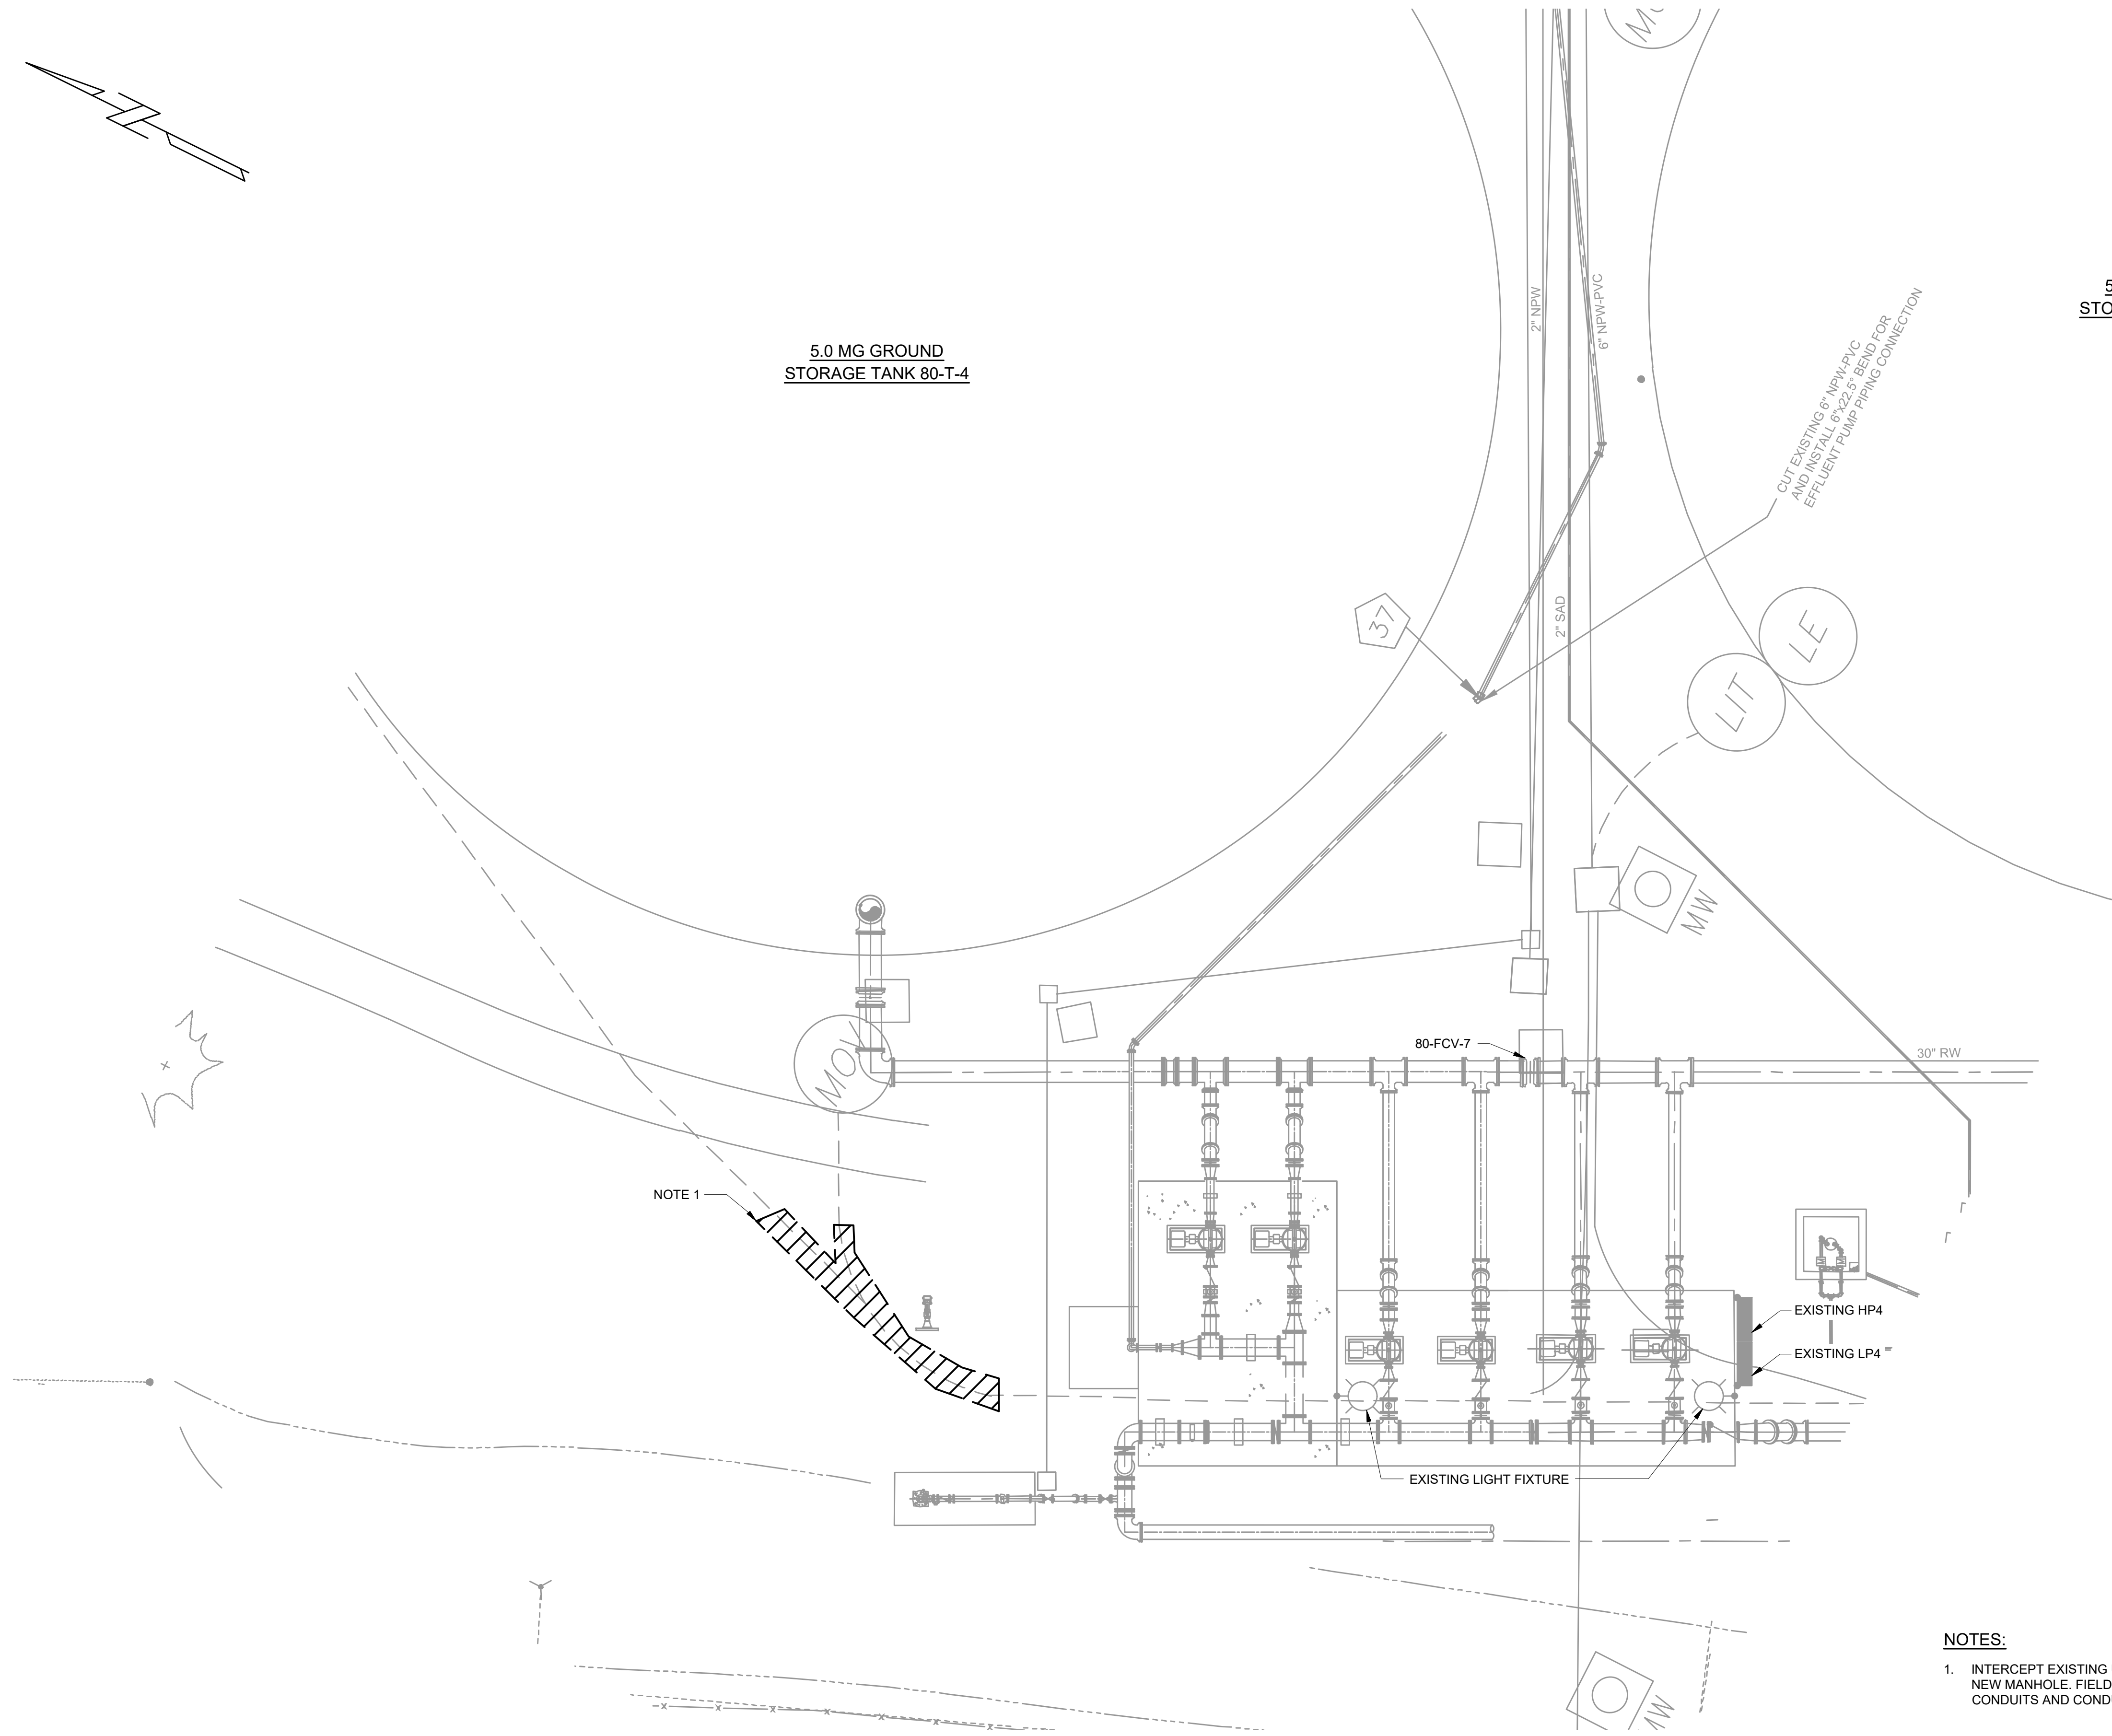 5.0 MG GROUND
STORAGE TANK 80-T-4
5
STO
2" NPW
6" NPW-PVC
CUT EXISTING 6" NPW-PVC
AND INSTALL 6"x22.5° BEND FOR
EFFLUENT PUMP PIPING CONNECTION
37
2" SAD
LE
LIT
MW
MOV
80-FCV-7
30" RW
NOTE 1
EXISTING HP4
EXISTING LP4
EXISTING LIGHT FIXTURE
MW
NOTES:
1. INTERCEPT EXISTING
NEW MANHOLE. FIELD
CONDUITS AND COND